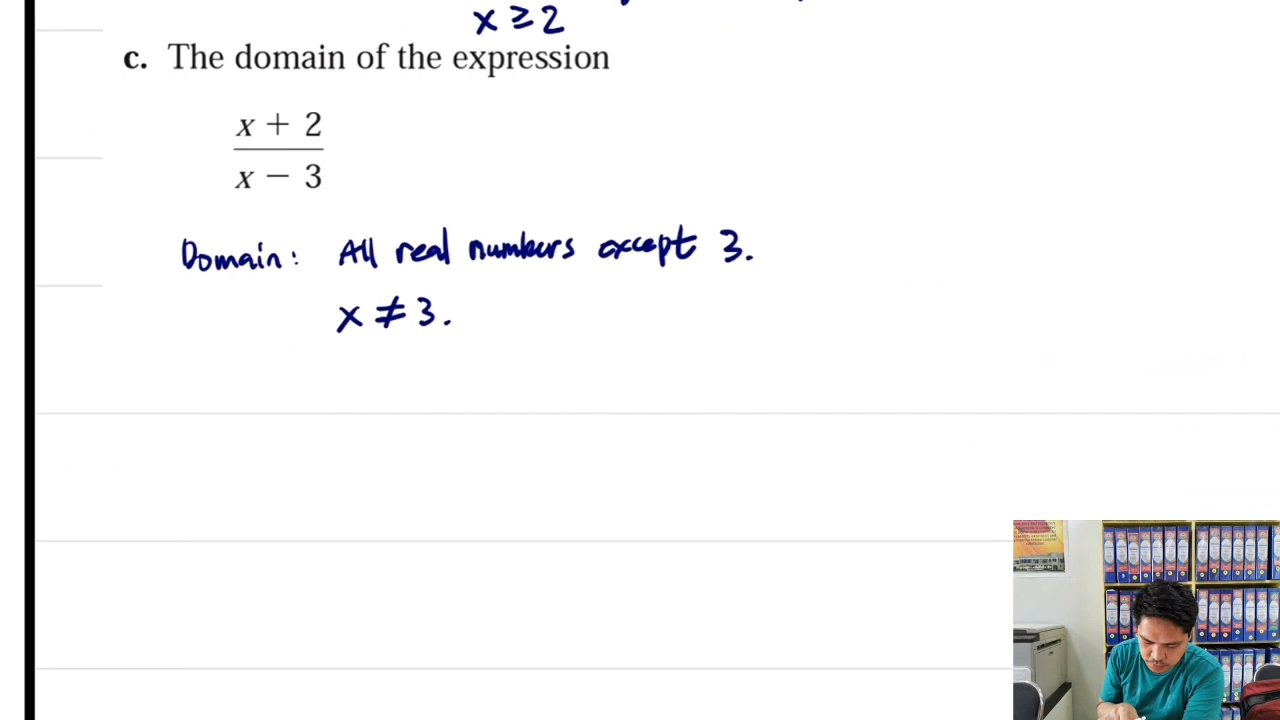 x ≥ 2
c. The domain of the expression
x + 2
x − 3
Domain: All real numbers except 3.
x ≠ 3.